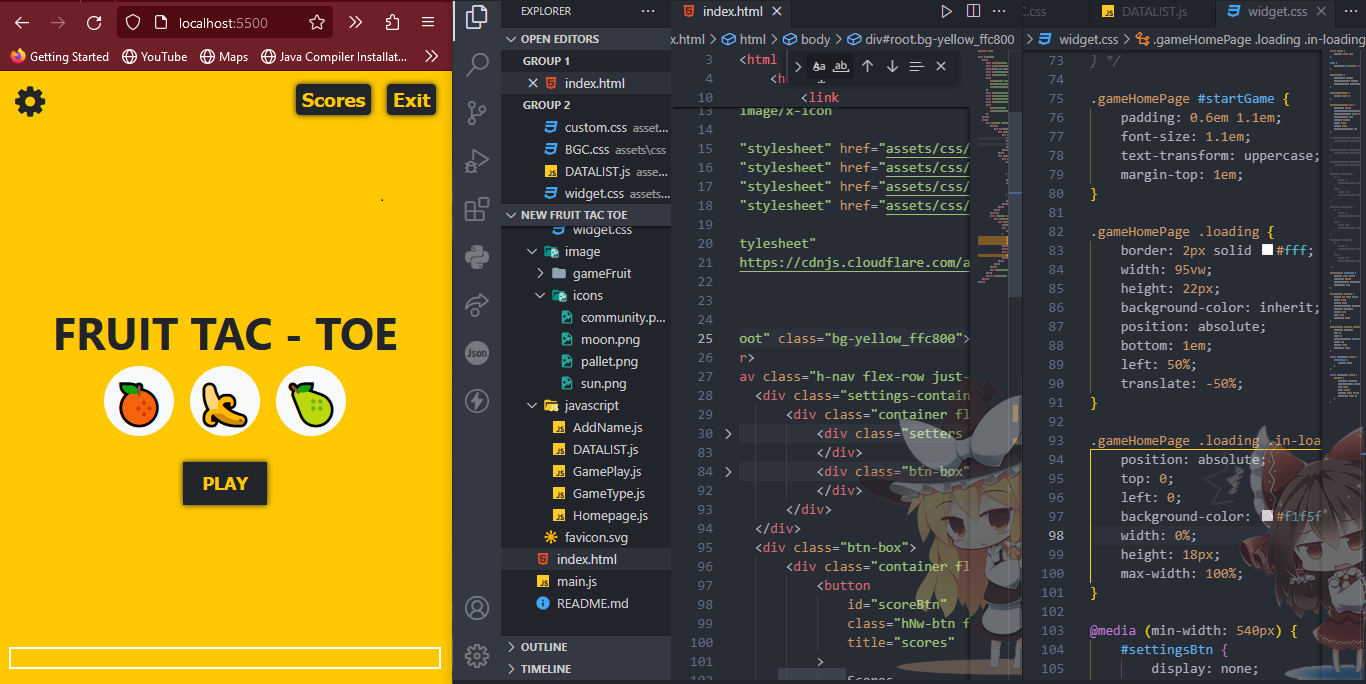 localhost:5500
Getting Started
YouTube
Maps
Java Compiler Installat...
Scores
Exit
FRUIT TAC - TOE
PLAY
EXPLORER
OPEN EDITORS
GROUP 1
index.html
GROUP 2
custom.css asset...
BGC.css assets\css
DATALIST.js asse...
widget.css assets...
NEW FRUIT TAC TOE
widget.css
image
gameFruit
icons
community.p...
moon.png
pallet.png
sun.png
javascript
AddName.js
DATALIST.js
GamePlay.js
GameType.js
Homepage.js
favicon.svg
index.html
main.js
README.md
OUTLINE
TIMELINE
Json
index.html
x.html > html > body > div#root.bg-yellow_ffc800
Aa ab
3 <html
4 <h
10 <link
13 image/x-icon
14
15 "stylesheet" href="assets/css/
16 "stylesheet" href="assets/css/
17 "stylesheet" href="assets/css/
18 "stylesheet" href="assets/css/
19
20 tylesheet"
21 https://cdnjs.cloudflare.com/a
22
23
24
25 oot" class="bg-yellow_ffc800">
26 r>
27 av class="h-nav flex-row just-
28 <div class="settings-contain
29 <div class="container fl
30 <div class="setters
83 </div>
84 <div class="btn-box"
92 </div>
93 </div>
94 </div>
95 <div class="btn-box">
96 <div class="container fl
97 <button
98 id="scoreBtn"
99 class="hNw-btn f
100 title="scores"
101 >
102 Scores
C.css
DATALIST.js
widget.css
widget.css > .gameHomePage .loading .in-loading
73 } */
74
75 .gameHomePage #startGame {
76 padding: 0.6em 1.1em;
77 font-size: 1.1em;
78 text-transform: uppercase;
79 margin-top: 1em;
80 }
81
82 .gameHomePage .loading {
83 border: 2px solid #fff;
84 width: 95vw;
85 height: 22px;
86 background-color: inherit;
87 position: absolute;
88 bottom: 1em;
89 left: 50%;
90 translate: -50%;
91 }
92
93 .gameHomePage .loading .in-loa
94 position: absolute;
95 top: 0;
96 left: 0;
97 background-color: #f1f5f
98 width: 0%;
99 height: 18px;
100 max-width: 100%;
101 }
102
103 @media (min-width: 540px) {
104 #settingsBtn {
105 display: none;